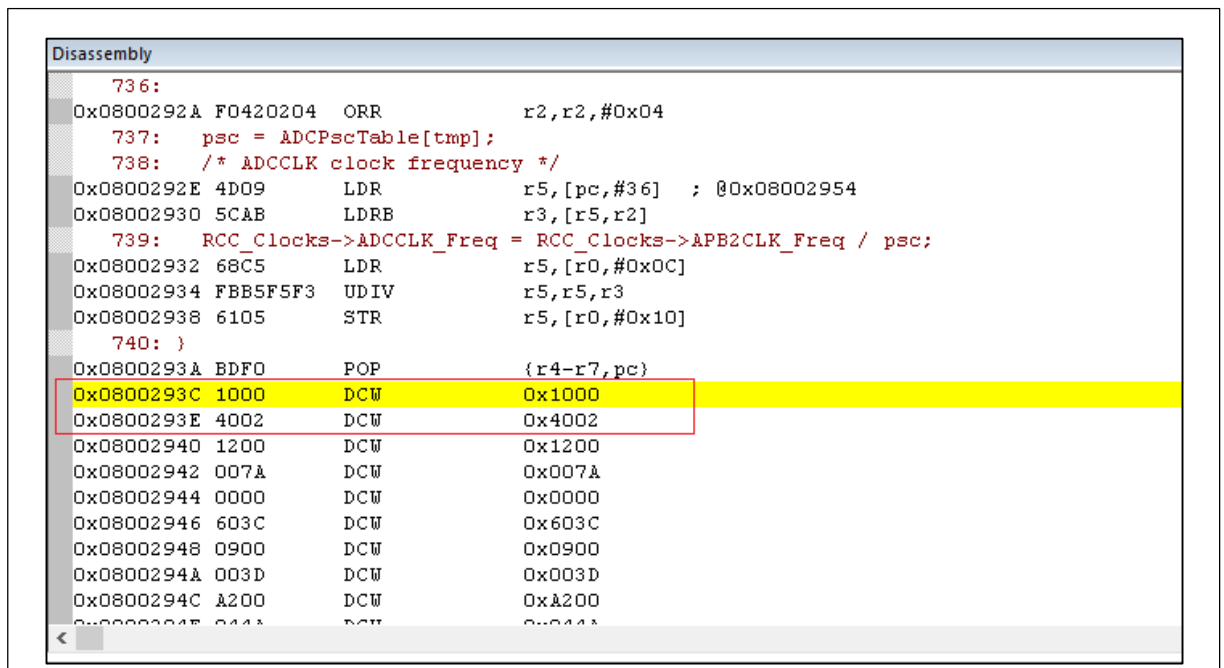 Disassembly
736:
0x0800292A F0420204 ORR r2,r2,#0x04
737: psc = ADCPscTable[tmp];
738: /* ADCCLK clock frequency */
0x0800292E 4D09 LDR r5,[pc,#36] ; @0x08002954
0x08002930 5CAB LDRB r3,[r5,r2]
739: RCC_Clocks->ADCCLK_Freq = RCC_Clocks->APB2CLK_Freq / psc;
0x08002932 68C5 LDR r5,[r0,#0x0C]
0x08002934 FBB5F5F3 UDIV r5,r5,r3
0x08002938 6105 STR r5,[r0,#0x10]
740: }
0x0800293A BDF0 POP {r4-r7,pc}
0x0800293C 1000 DCW 0x1000
0x0800293E 4002 DCW 0x4002
0x08002940 1200 DCW 0x1200
0x08002942 007A DCW 0x007A
0x08002944 0000 DCW 0x0000
0x08002946 603C DCW 0x603C
0x08002948 0900 DCW 0x0900
0x0800294A 003D DCW 0x003D
0x0800294C A200 DCW 0xA200